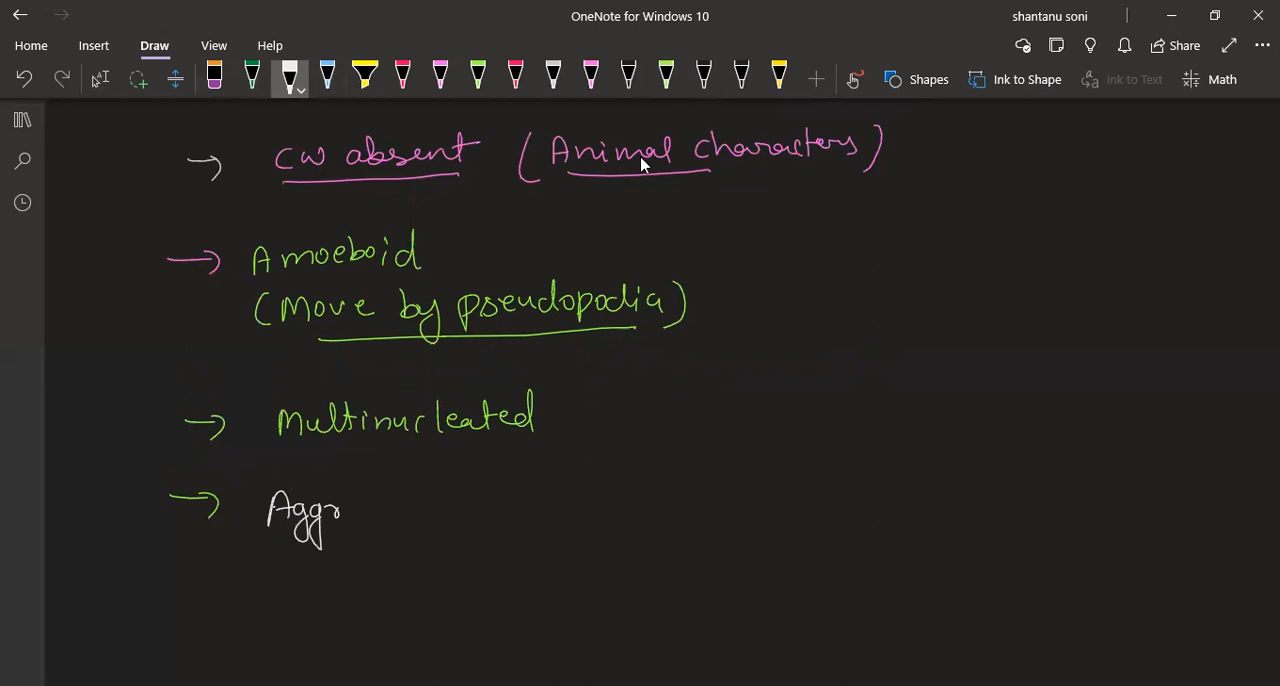 OneNote for Windows 10
shantanu soni
Home Insert Draw View Help
Share
Shapes
Ink to Shape
Ink to Text
Math
→ CW absent (Animal characters)
→ Amoeboid
(Move by pseudopodia)
→ Multinucleated
→ Aggr